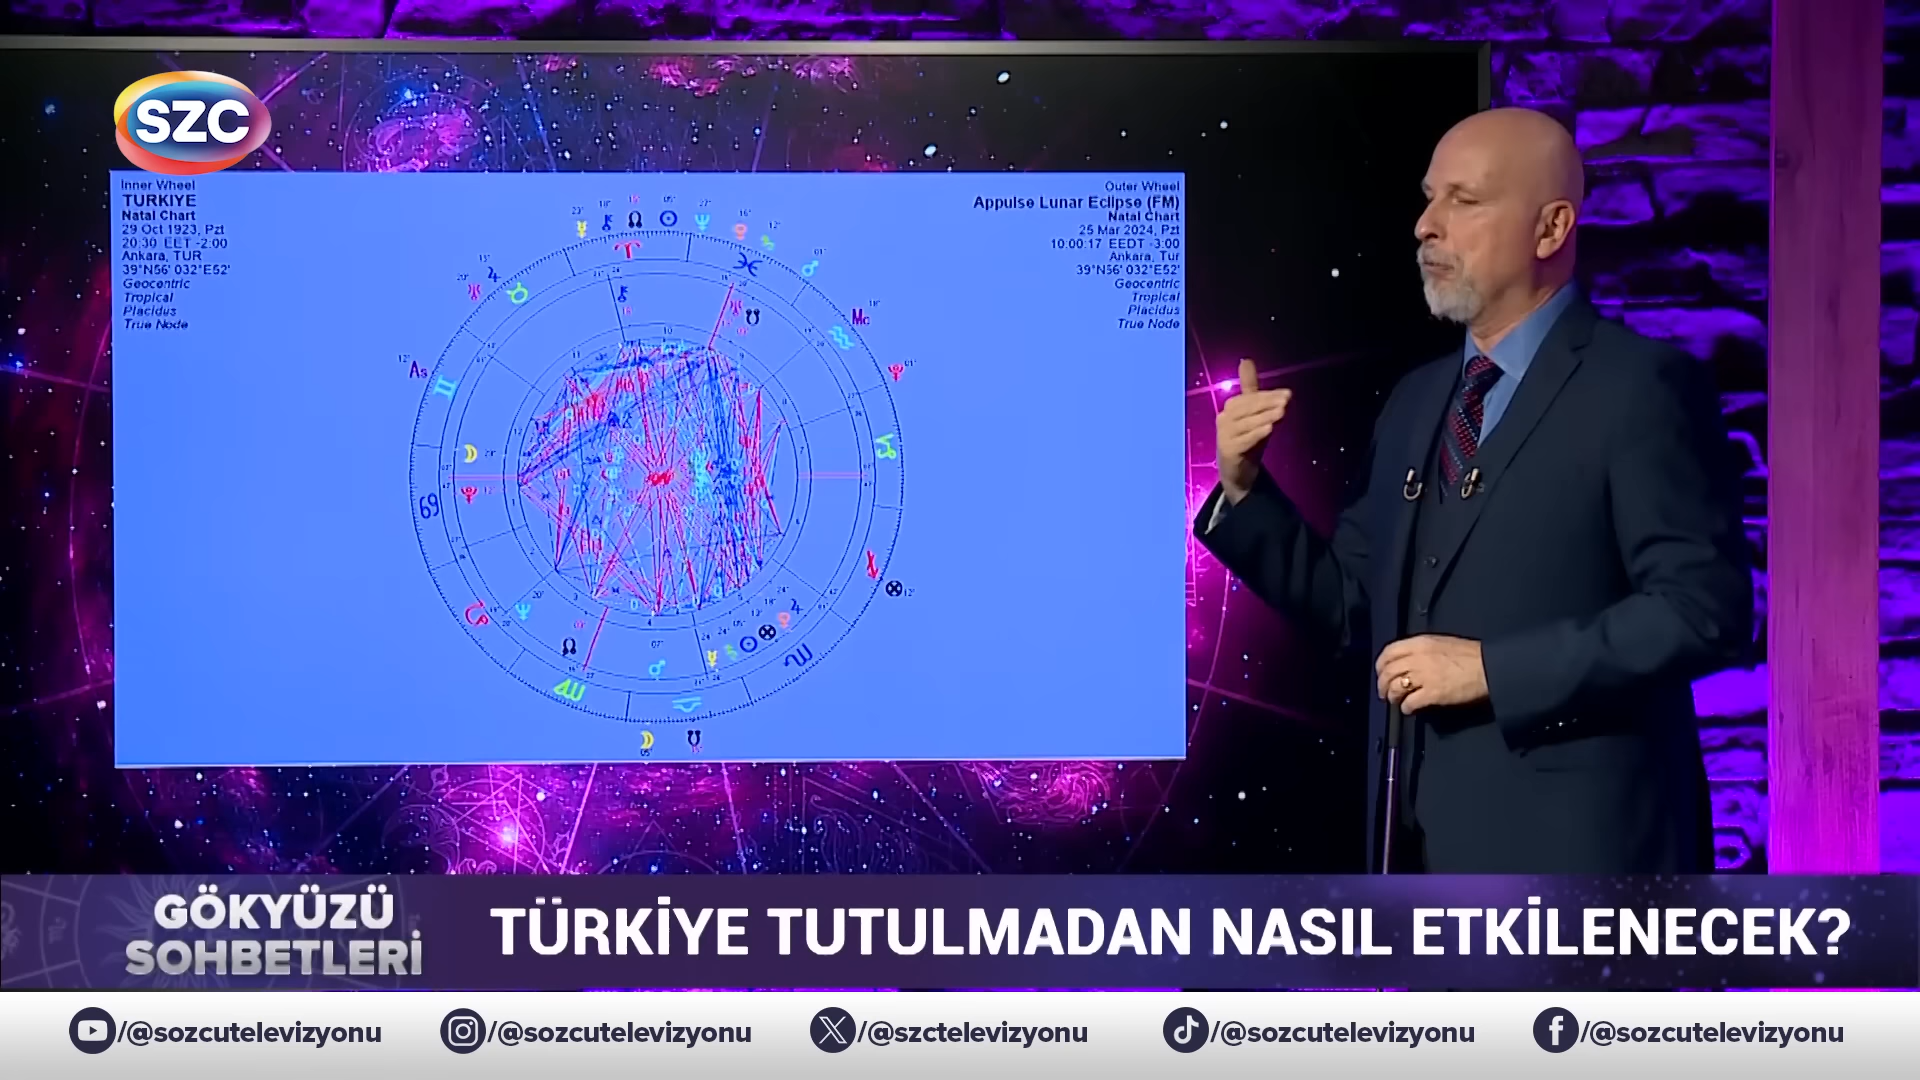 SZC
Inner Wheel
TURKIYE
Natal Chart
29 Oct 1923, Pzt
20:30 EET -2:00
Ankara, TUR
39°N56' 032°E52'
Geocentric
Tropical
Placidus
True Node
Outer Wheel
Appulse Lunar Eclipse (FM)
Natal Chart
25 Mar 2024, Pzt
10:00:17 EEDT -3:00
Ankara, Tur
39°N56' 032°E52'
Geocentric
Tropical
Placidus
True Node
Mc
As
GÖKYÜZÜ
SOHBETLERİ
TÜRKİYE TUTULMADAN NASIL ETKİLENECEK?
/@sozcutelevizyonu
/@sozcutelevizyonu
/@szctelevizyonu
/@sozcutelevizyonu
/@sozcutelevizyonu